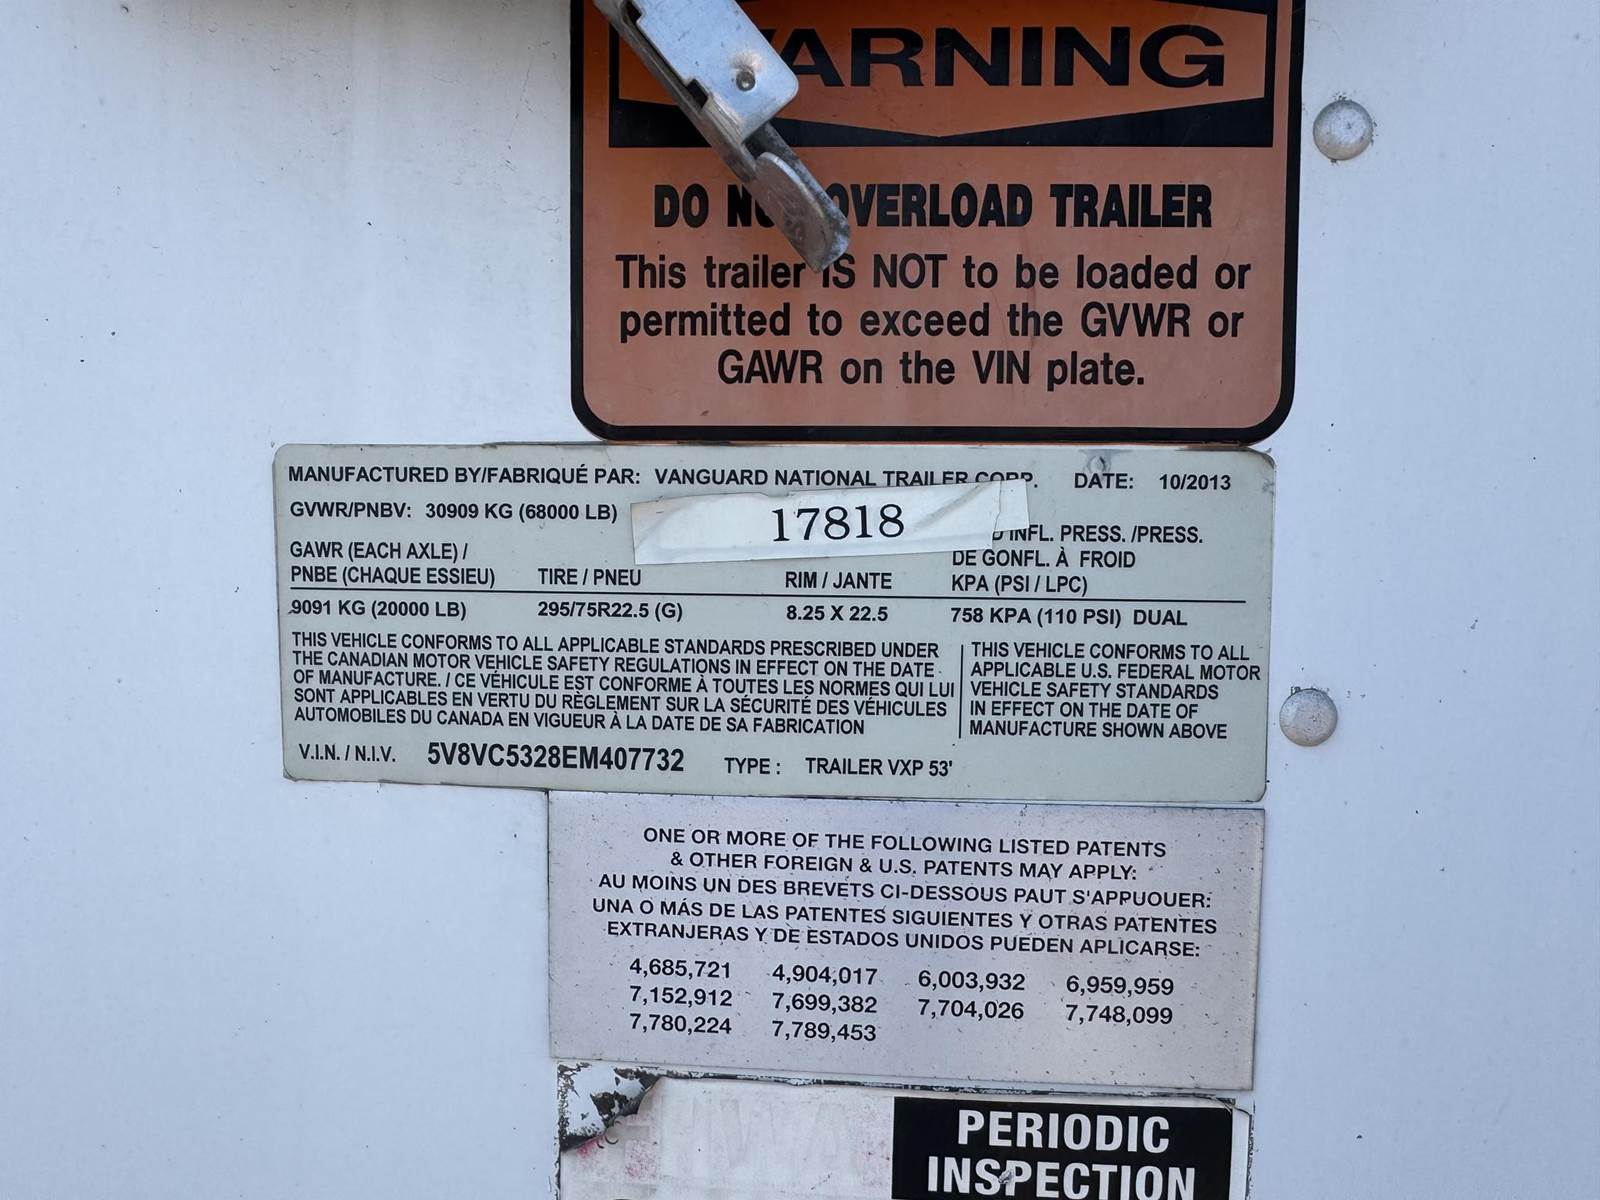 ARNING
DO OVERLOAD TRAILER
This trailer IS NOT to be loaded or
permitted to exceed the GVWR or
GAWR on the VIN plate.
MANUFACTURED BY/FABRIQUÉ PAR: VANGUARD NATIONAL TRAILER CORP. DATE: 10/2013
GVWR/PNBV: 30909 KG (68000 LB)
17818
INFL. PRESS. /PRESS.
DE GONFL. À FROID
KPA (PSI / LPC)
GAWR (EACH AXLE) /
PNBE (CHAQUE ESSIEU) TIRE / PNEU RIM / JANTE
9091 KG (20000 LB) 295/75R22.5 (G) 8.25 X 22.5 758 KPA (110 PSI) DUAL
THIS VEHICLE CONFORMS TO ALL APPLICABLE STANDARDS PRESCRIBED UNDER
THE CANADIAN MOTOR VEHICLE SAFETY REGULATIONS IN EFFECT ON THE DATE
OF MANUFACTURE. / CE VÉHICULE EST CONFORME À TOUTES LES NORMES QUI LUI
SONT APPLICABLES EN VERTU DU RÈGLEMENT SUR LA SÉCURITÉ DES VÉHICULES
AUTOMOBILES DU CANADA EN VIGUEUR À LA DATE DE SA FABRICATION
THIS VEHICLE CONFORMS TO ALL
APPLICABLE U.S. FEDERAL MOTOR
VEHICLE SAFETY STANDARDS
IN EFFECT ON THE DATE OF
MANUFACTURE SHOWN ABOVE
V.I.N. / N.I.V. 5V8VC5328EM407732 TYPE : TRAILER VXP 53'
ONE OR MORE OF THE FOLLOWING LISTED PATENTS
& OTHER FOREIGN & U.S. PATENTS MAY APPLY:
AU MOINS UN DES BREVETS CI-DESSOUS PAUT S'APPUOUER:
UNA O MÁS DE LAS PATENTES SIGUIENTES Y OTRAS PATENTES
EXTRANJERAS Y DE ESTADOS UNIDOS PUEDEN APLICARSE:
4,685,721 4,904,017 6,003,932 6,959,959
7,152,912 7,699,382 7,704,026 7,748,099
7,780,224 7,789,453
PERIODIC
INSPECTION